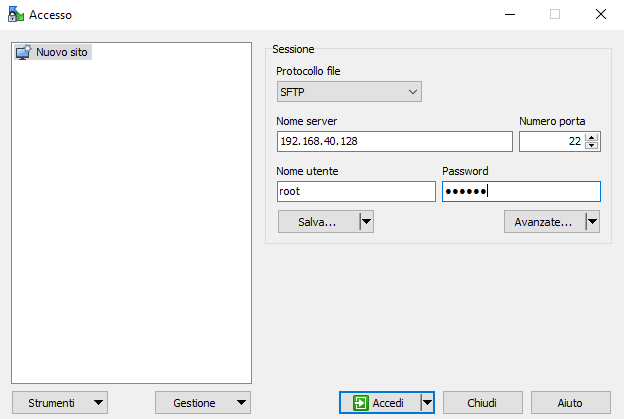 Accesso
Nuovo sito
Sessione
Protocollo file
SFTP
Nome server
Numero porta
192.168.40.128
22
Nome utente
Password
root
●●●●●●
Salva...
Avanzate...
Strumenti
Gestione
Accedi
Chiudi
Aiuto